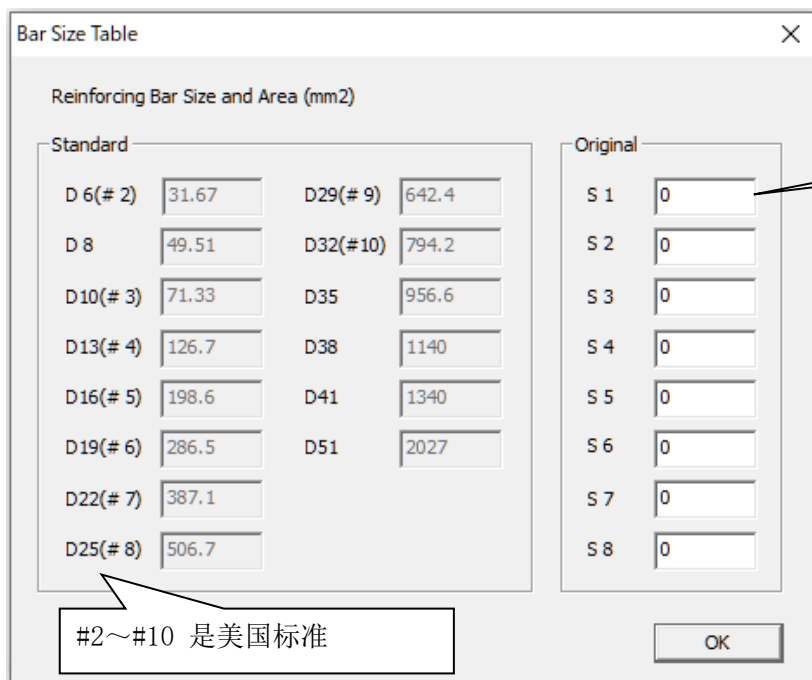 Bar Size Table
Reinforcing Bar Size and Area (mm2)
Standard
D 6(# 2) 31.67 D29(# 9) 642.4
D 8 49.51 D32(#10) 794.2
D10(# 3) 71.33 D35 956.6
D13(# 4) 126.7 D38 1140
D16(# 5) 198.6 D41 1340
D19(# 6) 286.5 D51 2027
D22(# 7) 387.1
D25(# 8) 506.7
Original
S 1 0
S 2 0
S 3 0
S 4 0
S 5 0
S 6 0
S 7 0
S 8 0
#2～#10 是美国标准
OK